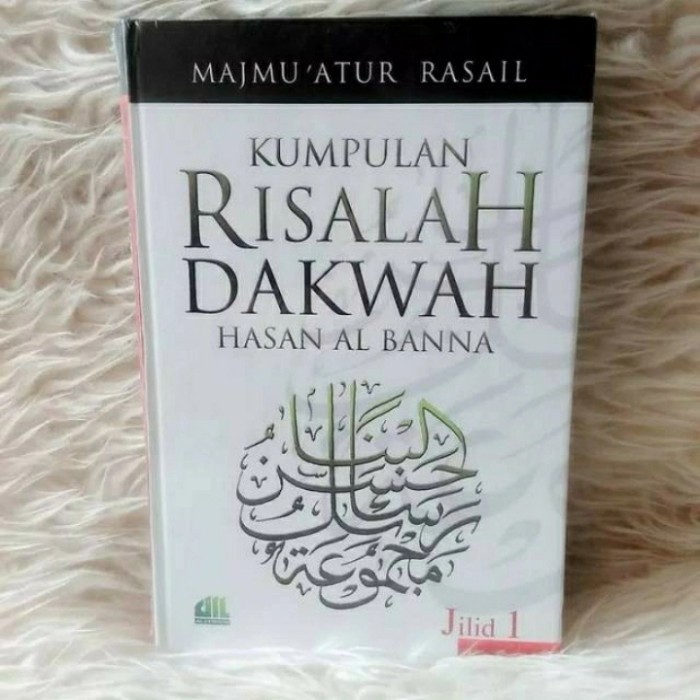 MAJMU'ATUR RASAIL
KUMPULAN
RISALAH
DAKWAH
HASAN AL BANNA
البنا
حسن
رسائل
مجموعة
Jilid 1